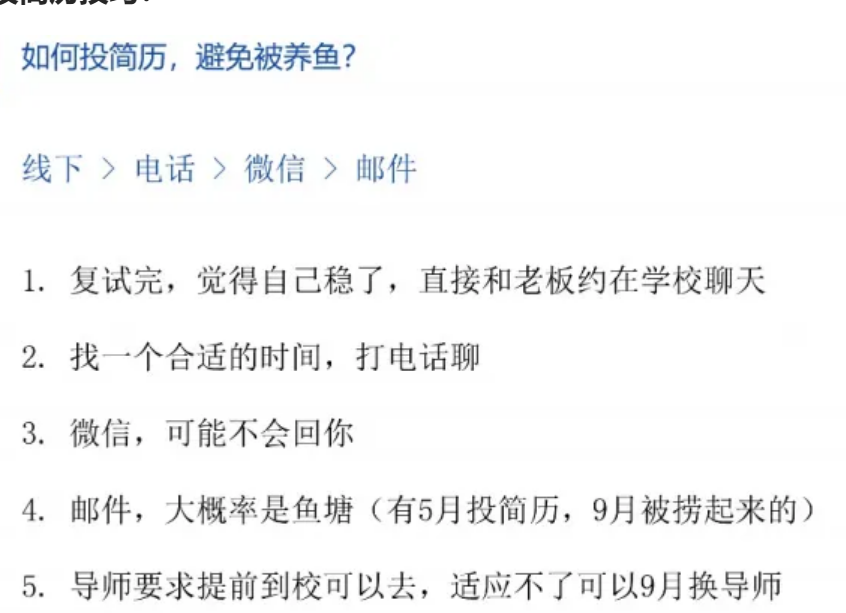 如何投简历，避免被养鱼？
线下 > 电话 > 微信 > 邮件
1. 复试完，觉得自己稳了，直接和老板约在学校聊天
2. 找一个合适的时间，打电话聊
3. 微信，可能不会回你
4. 邮件，大概率是鱼塘（有5月投简历，9月被捞起来的）
5. 导师要求提前到校可以去，适应不了可以9月换导师